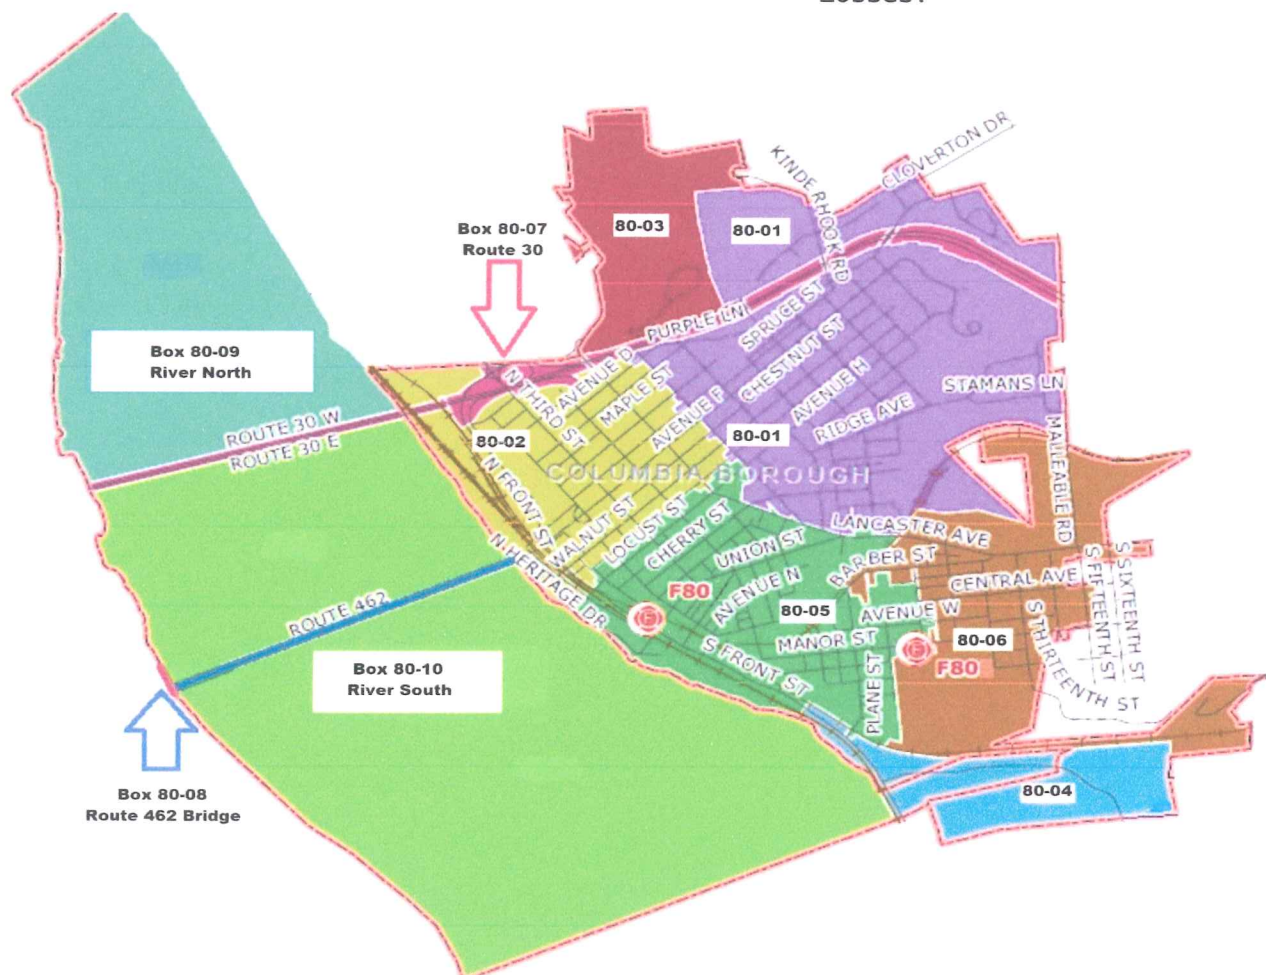 CLOVERTON DR
KINDERHOOK RD
80-03
80-01
Box 80-07
Route 30
SPRUCE ST
PURPLE LN
CHESTNUT ST
Box 80-09
River North
AVENUE D
MAPLE ST
N THIRD ST
AVENUE F
AVENUE H
RIDGE AVE
STAMANS LN
MALLEABLE RD
ROUTE 30 W
ROUTE 30 E
80-02
80-01
COLUMBIA BOROUGH
N FRONT ST
WALNUT ST
LOCUST ST
CHERRY ST
UNION ST
LANCASTER AVE
BARBER ST
N HERITAGE DR
AVENUE N
CENTRAL AVE
S FIFTEENTH ST
S SIXTEENTH ST
ROUTE 462
F80
F
80-05
AVENUE W
MANOR ST
80-06
S THIRTEENTH ST
F
F80
S FRONT ST
PLANE ST
Box 80-10
River South
80-04
Box 80-08
Route 462 Bridge